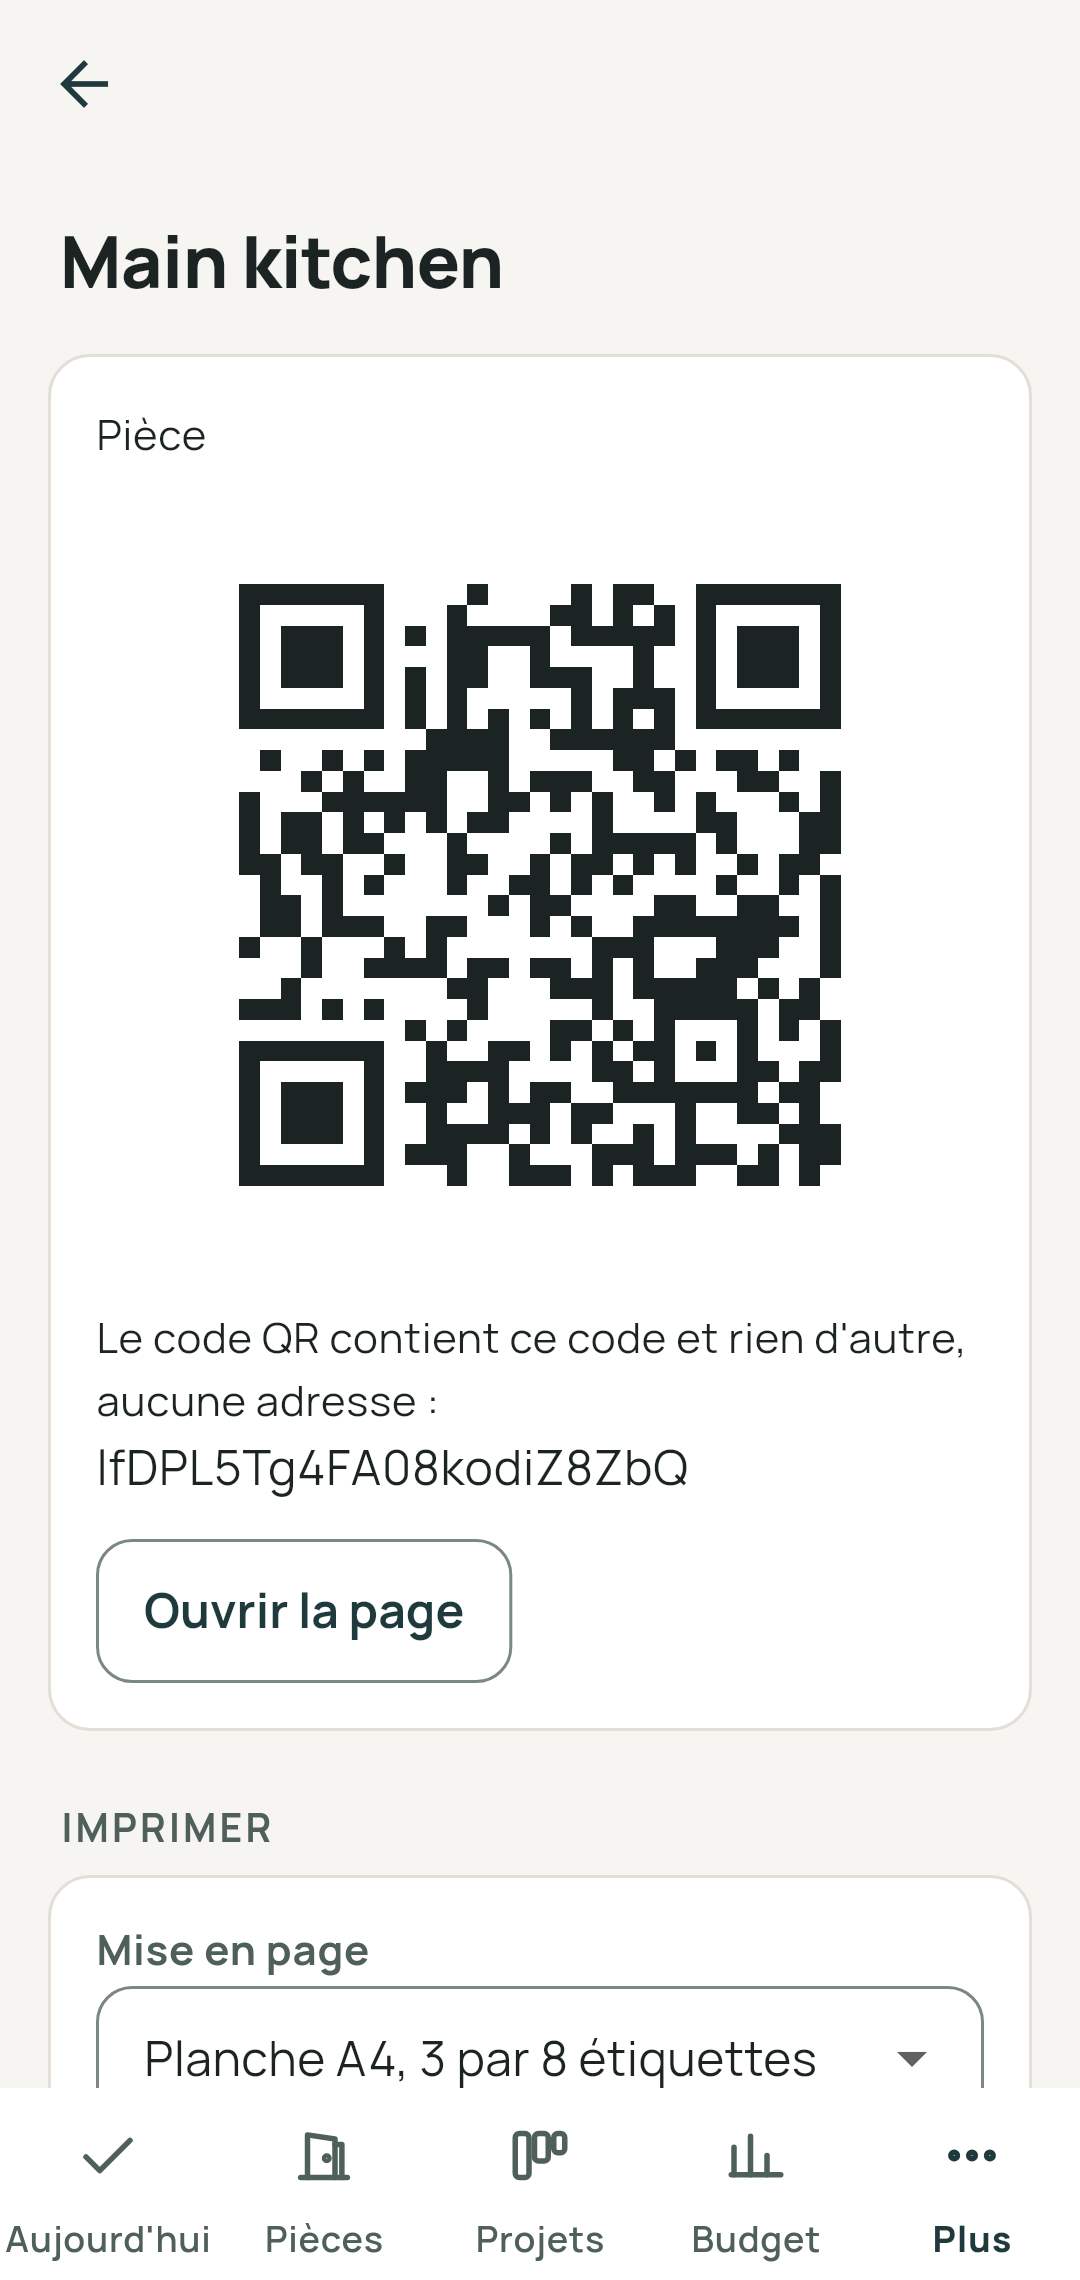 Main kitchen
Pièce
Le code QR contient ce code et rien d'autre,
aucune adresse :
lfDPL5Tg4FA08kodiZ8ZbQ
Ouvrir la page
IMPRIMER
Mise en page
Planche A4, 3 par 8 étiquettes
Aujourd'hui
Pièces
Projets
Budget
Plus